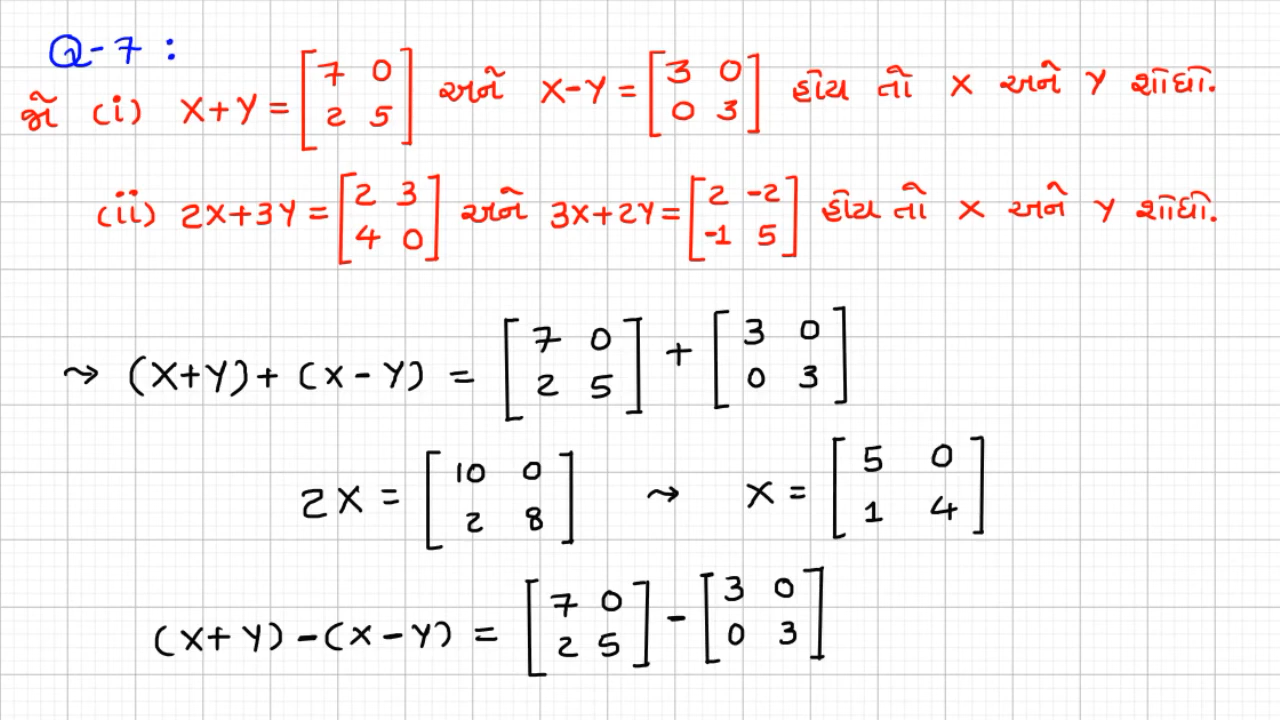 Q-7 :
જો (i) X+Y = [7 0 2 5] અને X-Y = [3 0 0 3] હોય તો X અને Y શોધો.
(ii) 2X+3Y = [2 3 4 0] અને 3X+2Y = [2 -2 -1 5] હોય તો X અને Y શોધો.
⤳ (X+Y) + (X-Y) = [7 0 2 5] + [3 0 0 3]
2X = [10 0 2 8] ⤳ X = [5 0 1 4]
(X+Y) - (X-Y) = [7 0 2 5] - [3 0 0 3]